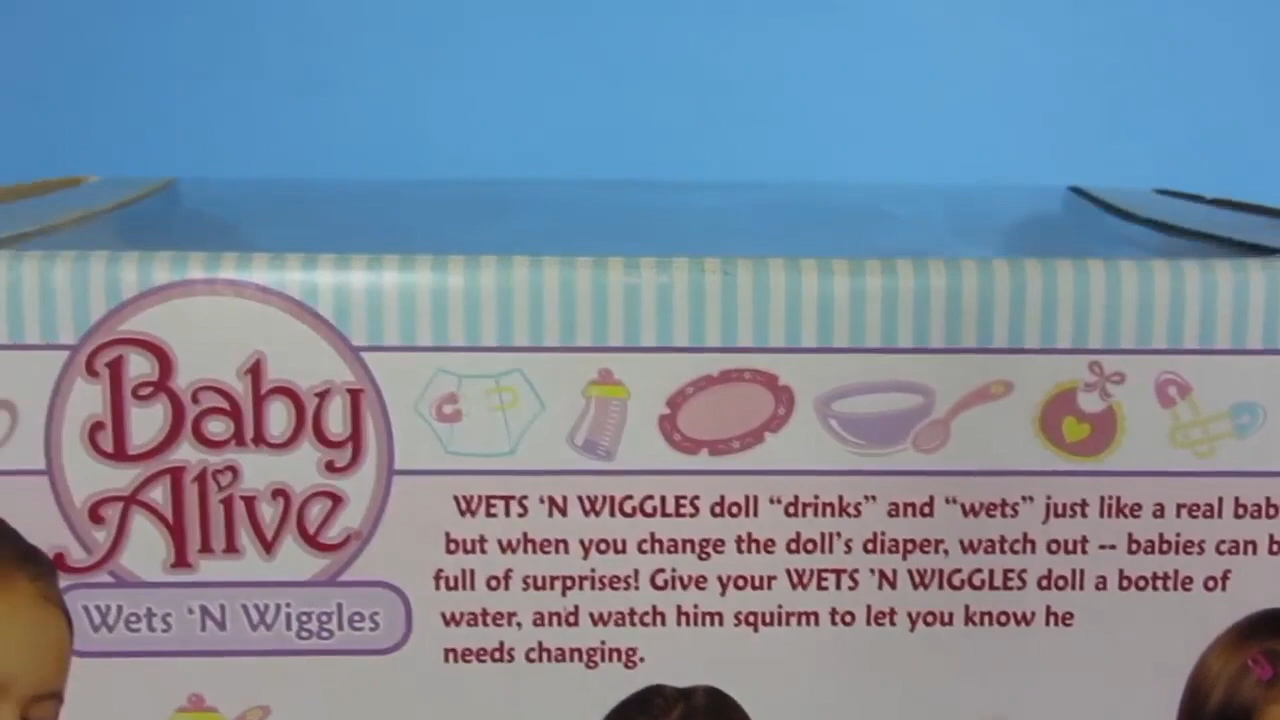 Baby
Alive
Wets ‘N Wiggles
WETS ‘N WIGGLES doll “drinks” and “wets” just like a real bab
but when you change the doll’s diaper, watch out -- babies can b
full of surprises! Give your WETS ’N WIGGLES doll a bottle of
water, and watch him squirm to let you know he
needs changing.